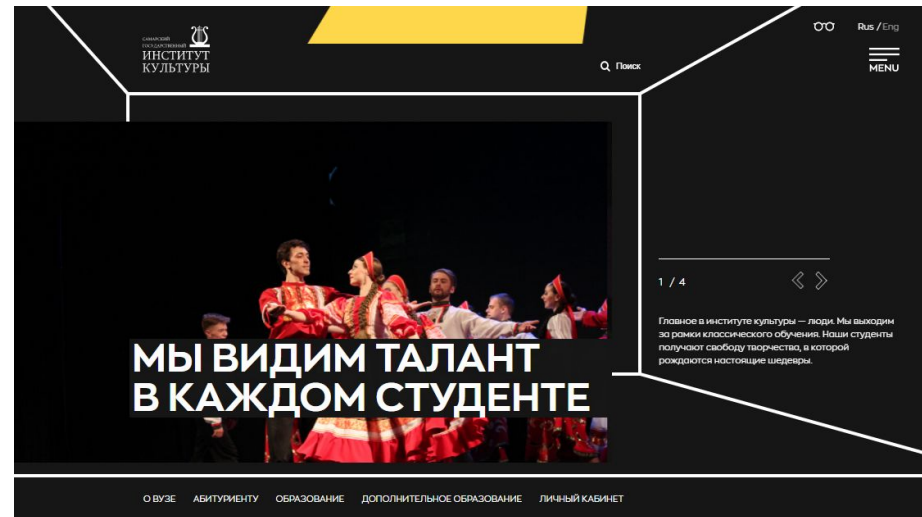 САМАРСКИЙ
ГОСУДАРСТВЕННЫЙ
ИНСТИТУТ
КУЛЬТУРЫ
Поиск
Rus / Eng
MENU
1 / 4
Главное в институте культуры — люди. Мы выходим
за рамки классического обучения. Наши студенты
получают свободу творчества, в которой
рождаются настоящие шедевры.
МЫ ВИДИМ ТАЛАНТ
В КАЖДОМ СТУДЕНТЕ
О ВУЗЕ АБИТУРИЕНТУ ОБРАЗОВАНИЕ ДОПОЛНИТЕЛЬНОЕ ОБРАЗОВАНИЕ ЛИЧНЫЙ КАБИНЕТ